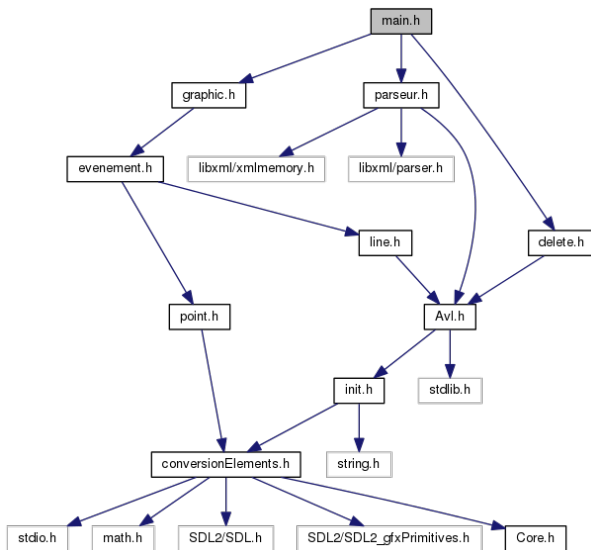 main.h
graphic.h
parseur.h
evenement.h
libxml/xmlmemory.h
libxml/parser.h
line.h
delete.h
point.h
Avl.h
init.h
stdlib.h
conversionElements.h
string.h
stdio.h
math.h
SDL2/SDL.h
SDL2/SDL2_gfxPrimitives.h
Core.h